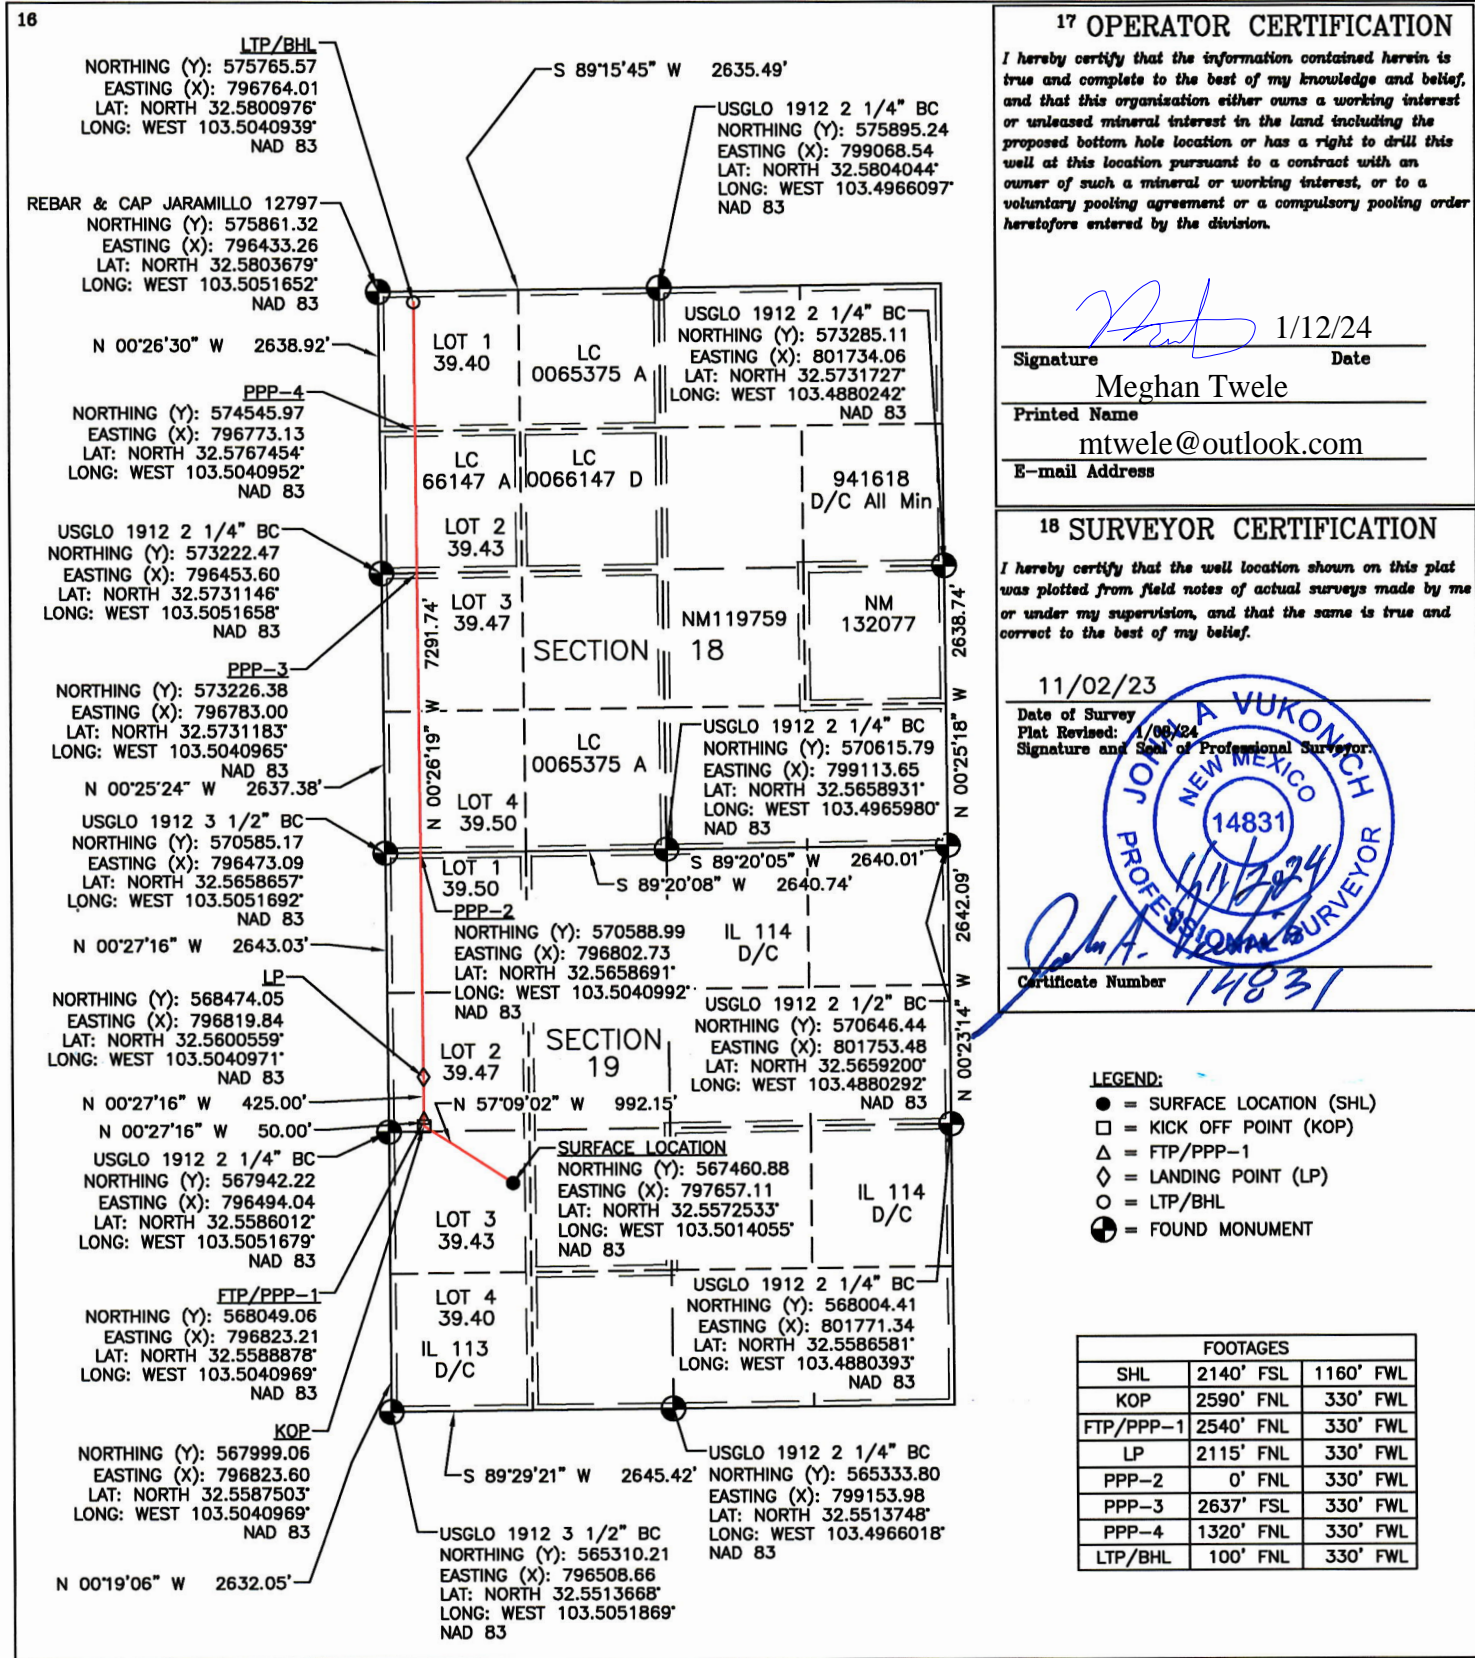 16
LTP/BHL
NORTHING (Y): 575765.57
EASTING (X): 796764.01
LAT: NORTH 32.5800976°
LONG: WEST 103.5040939°
NAD 83
S 89°15'45" W 2635.49'
USGLO 1912 2 1/4" BC
NORTHING (Y): 575895.24
EASTING (X): 799068.54
LAT: NORTH 32.5804044°
LONG: WEST 103.4966097°
NAD 83
REBAR & CAP JARAMILLO 12797
NORTHING (Y): 575861.32
EASTING (X): 796433.26
LAT: NORTH 32.5803679°
LONG: WEST 103.5051652°
NAD 83
N 00°26'30" W 2638.92'
PPP-4
NORTHING (Y): 574545.97
EASTING (X): 796773.13
LAT: NORTH 32.5767454°
LONG: WEST 103.5040952°
NAD 83
USGLO 1912 2 1/4" BC
NORTHING (Y): 573222.47
EASTING (X): 796453.60
LAT: NORTH 32.5731146°
LONG: WEST 103.5051658°
NAD 83
PPP-3
NORTHING (Y): 573226.38
EASTING (X): 796783.00
LAT: NORTH 32.5731183°
LONG: WEST 103.5040965°
NAD 83
N 00°25'24" W 2637.38'
USGLO 1912 3 1/2" BC
NORTHING (Y): 570585.17
EASTING (X): 796473.09
LAT: NORTH 32.5658657°
LONG: WEST 103.5051692°
NAD 83
N 00°27'16" W 2643.03'
LP
NORTHING (Y): 568474.05
EASTING (X): 796819.84
LAT: NORTH 32.5600559°
LONG: WEST 103.5040971°
NAD 83
N 00°27'16" W 425.00'
N 00°27'16" W 50.00'
USGLO 1912 2 1/4" BC
NORTHING (Y): 567942.22
EASTING (X): 796494.04
LAT: NORTH 32.5586012°
LONG: WEST 103.5051679°
NAD 83
FTP/PPP-1
NORTHING (Y): 568049.06
EASTING (X): 796823.21
LAT: NORTH 32.5588878°
LONG: WEST 103.5040969°
NAD 83
KOP
NORTHING (Y): 567999.06
EASTING (X): 796823.60
LAT: NORTH 32.5587503°
LONG: WEST 103.5040969°
NAD 83
N 00°19'06" W 2632.05'
LOT 1
39.40
LC
0065375 A
USGLO 1912 2 1/4" BC
NORTHING (Y): 573285.11
EASTING (X): 801734.06
LAT: NORTH 32.5731727°
LONG: WEST 103.4880242°
NAD 83
LC
66147 A
LC
0066147 D
941618
D/C All Min
LOT 2
39.43
LOT 3
39.47
N 00°26'19" W 7291.74'
SECTION 18
NM119759
NM
132077
N 00°25'18" W 2638.74'
LC
0065375 A
USGLO 1912 2 1/4" BC
NORTHING (Y): 570615.79
EASTING (X): 799113.65
LAT: NORTH 32.5658931°
LONG: WEST 103.4965980°
NAD 83
LOT 4
39.50
S 89°20'05" W 2640.01'
S 89°20'08" W 2640.74'
LOT 1
39.50
PPP-2
NORTHING (Y): 570588.99
EASTING (X): 796802.73
LAT: NORTH 32.5658691°
LONG: WEST 103.5040992°
NAD 83
IL 114
D/C
N 00°23'14" W 2642.09'
USGLO 1912 2 1/2" BC
NORTHING (Y): 570646.44
EASTING (X): 801753.48
LAT: NORTH 32.5659200°
LONG: WEST 103.4880292°
NAD 83
LOT 2
39.47
SECTION
19
N 57°09'02" W 992.15'
SURFACE LOCATION
NORTHING (Y): 567460.88
EASTING (X): 797657.11
LAT: NORTH 32.5572533°
LONG: WEST 103.5014055°
NAD 83
IL 114
D/C
LOT 3
39.43
LOT 4
39.40
IL 113
D/C
USGLO 1912 2 1/4" BC
NORTHING (Y): 568004.41
EASTING (X): 801771.34
LAT: NORTH 32.5586581°
LONG: WEST 103.4880393°
NAD 83
S 89°29'21" W 2645.42'
USGLO 1912 2 1/4" BC
NORTHING (Y): 565333.80
EASTING (X): 799153.98
LAT: NORTH 32.5513748°
LONG: WEST 103.4966018°
NAD 83
USGLO 1912 3 1/2" BC
NORTHING (Y): 565310.21
EASTING (X): 796508.66
LAT: NORTH 32.5513668°
LONG: WEST 103.5051869°
NAD 83
17 OPERATOR CERTIFICATION
I hereby certify that the information contained herein is
true and complete to the best of my knowledge and belief,
and that this organization either owns a working interest
or unleased mineral interest in the land including the
proposed bottom hole location or has a right to drill this
well at this location pursuant to a contract with an
owner of such a mineral or working interest, or to a
voluntary pooling agreement or a compulsory pooling order
heretofore entered by the division.
1/12/24
Signature Date
Meghan Twele
Printed Name
mtwele@outlook.com
E-mail Address
18 SURVEYOR CERTIFICATION
I hereby certify that the well location shown on this plat
was plotted from field notes of actual surveys made by me
or under my supervision, and that the same is true and
correct to the best of my belief.
11/02/23
Date of Survey
Plat Revised: 1/08/24
Signature and Seal of Professional Surveyor:
JOHN A VUKONCH
NEW MEXICO
14831
PROFESSIONAL SURVEYOR
1/11/2024
Certificate Number 14831
LEGEND:
= SURFACE LOCATION (SHL)
= KICK OFF POINT (KOP)
= FTP/PPP-1
= LANDING POINT (LP)
= LTP/BHL
= FOUND MONUMENT
FOOTAGES
SHL 2140' FSL 1160' FWL
KOP 2590' FNL 330' FWL
FTP/PPP-1 2540' FNL 330' FWL
LP 2115' FNL 330' FWL
PPP-2 0' FNL 330' FWL
PPP-3 2637' FSL 330' FWL
PPP-4 1320' FNL 330' FWL
LTP/BHL 100' FNL 330' FWL